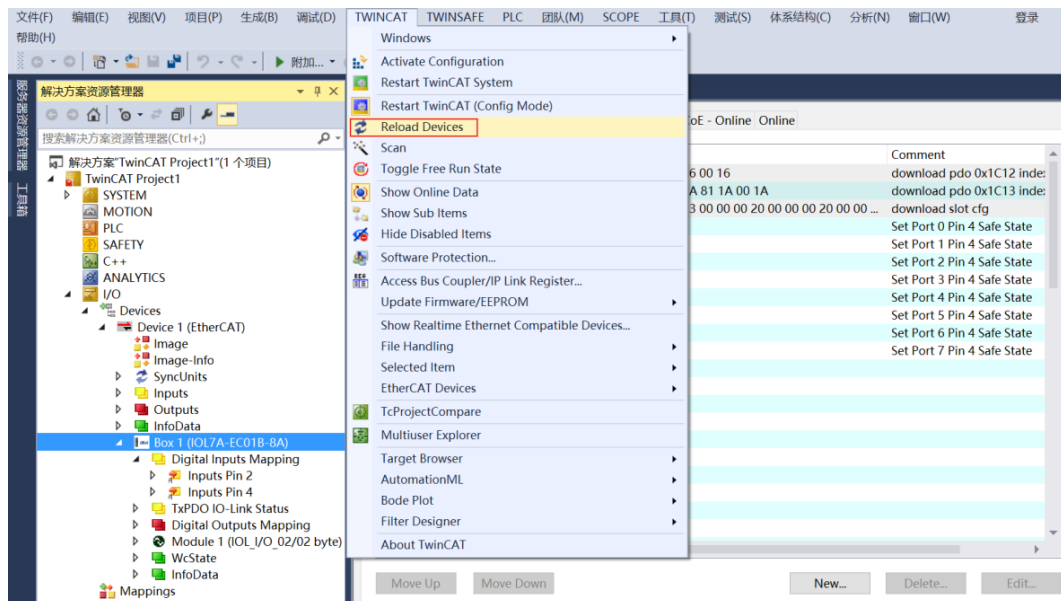 文件(F) 编辑(E) 视图(V) 项目(P) 生成(B) 调试(D) TWINCAT TWINSAFE PLC 团队(M) SCOPE 工具(T) 测试(S) 体系结构(C) 分析(N) 窗口(W) 登录
帮助(H)
附加...
服务器资源管理器
工具箱
解决方案资源管理器
搜索解决方案资源管理器(Ctrl+;)
解决方案"TwinCAT Project1"(1 个项目)
TwinCAT Project1
SYSTEM
MOTION
PLC
SAFETY
C++
ANALYTICS
I/O
Devices
Device 1 (EtherCAT)
Image
Image-Info
SyncUnits
Inputs
Outputs
InfoData
Box 1 (IOL7A-EC01B-8A)
Digital Inputs Mapping
Inputs Pin 2
Inputs Pin 4
TxPDO IO-Link Status
Digital Outputs Mapping
Module 1 (IOL_I/O_02/02 byte)
WcState
InfoData
Mappings
Windows
Activate Configuration
Restart TwinCAT System
Restart TwinCAT (Config Mode)
Reload Devices
Scan
Toggle Free Run State
Show Online Data
Show Sub Items
Hide Disabled Items
Software Protection...
Access Bus Coupler/IP Link Register...
Update Firmware/EEPROM
Show Realtime Ethernet Compatible Devices...
File Handling
Selected Item
EtherCAT Devices
TcProjectCompare
Multiuser Explorer
Target Browser
AutomationML
Bode Plot
Filter Designer
About TwinCAT
oE - Online Online
Comment
6 00 16 download pdo 0x1C12 inde
A 81 1A 00 1A download pdo 0x1C13 inde
3 00 00 00 20 00 00 00 20 00 00 ... download slot cfg
Set Port 0 Pin 4 Safe State
Set Port 1 Pin 4 Safe State
Set Port 2 Pin 4 Safe State
Set Port 3 Pin 4 Safe State
Set Port 4 Pin 4 Safe State
Set Port 5 Pin 4 Safe State
Set Port 6 Pin 4 Safe State
Set Port 7 Pin 4 Safe State
Move Up Move Down New... Delete... Edit...